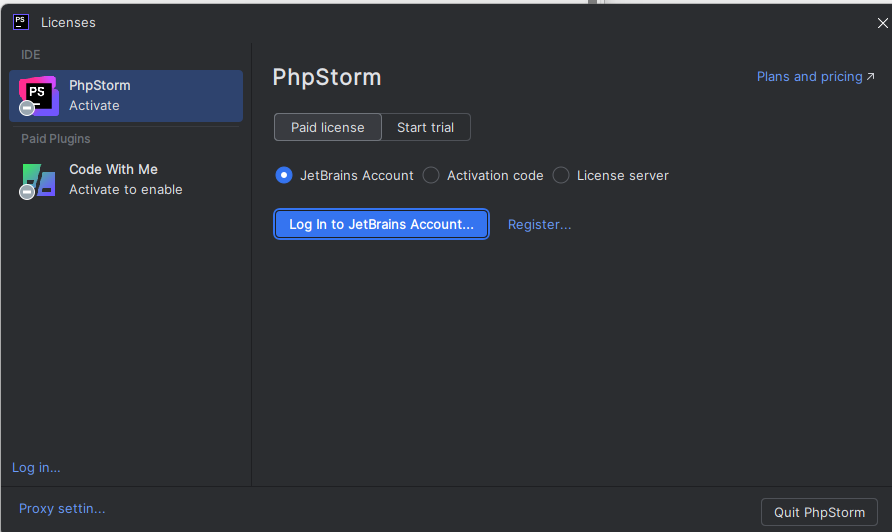 PS
Licenses
IDE
PS
PhpStorm
Activate
Paid Plugins
Code With Me
Activate to enable
Log in...
PhpStorm
Plans and pricing
Paid license
Start trial
JetBrains Account
Activation code
License server
Log In to JetBrains Account...
Register...
Proxy settin...
Quit PhpStorm